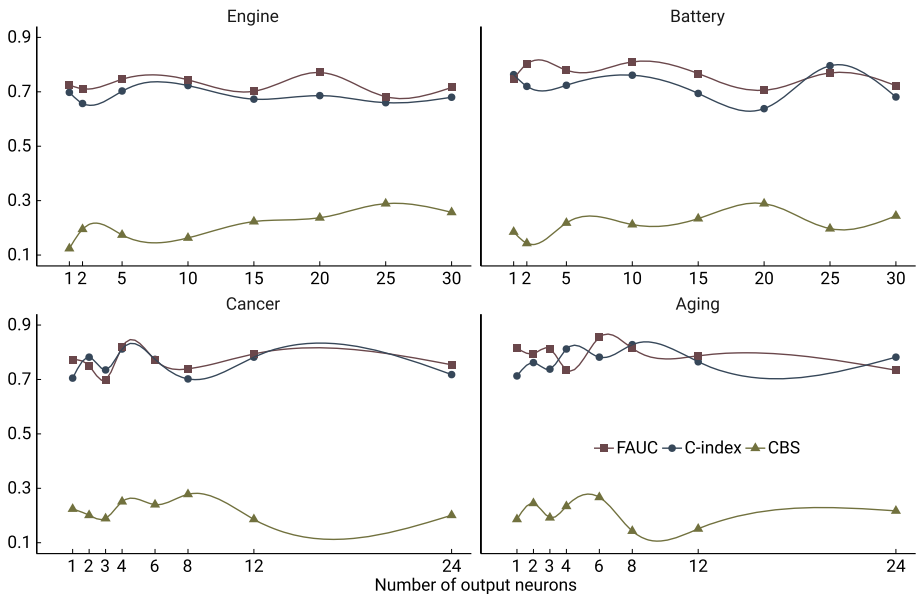 Engine
Battery
0.9
0.7
0.5
0.3
0.1
1 2 5 10 15 20 25 30
1 2 5 10 15 20 25 30
Cancer
Aging
0.9
0.7
0.5
0.3
0.1
FAUC C-index CBS
1 2 3 4 6 8 12 24
1 2 3 4 6 8 12 24
Number of output neurons